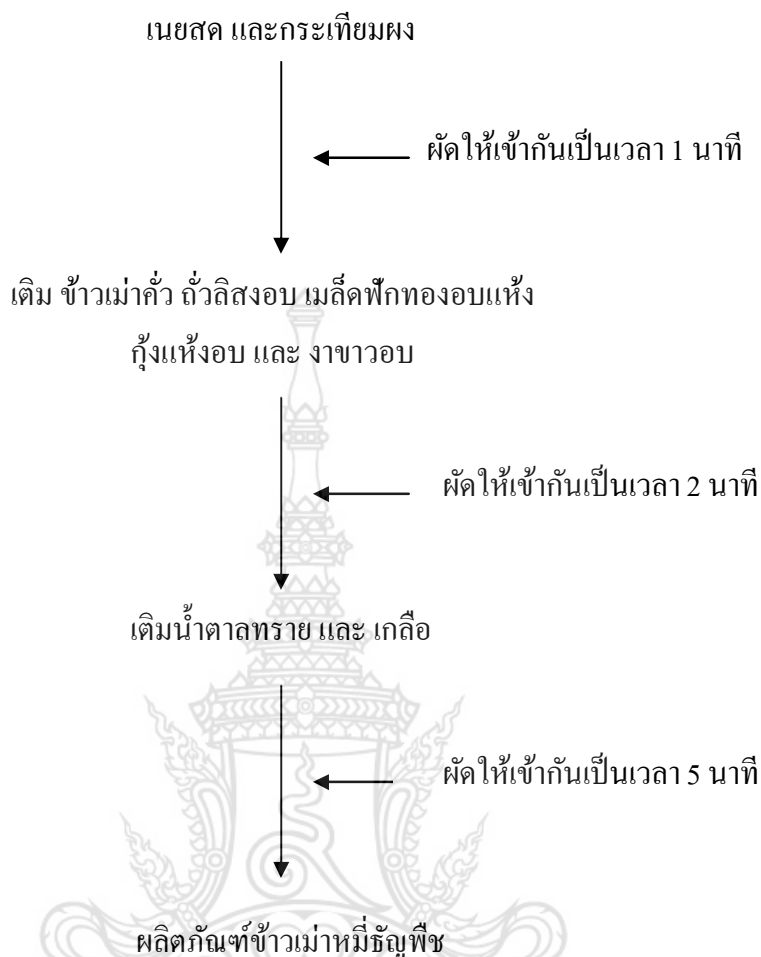 เนยสด และกระเทียมผง
ผัดให้เข้ากันเป็นเวลา 1 นาที
เติม ข้าวเม่าคั่ว ถั่วลิสงอบ เมล็ดฟักทองอบแห้ง
กุ้งแห้งอบ และ งาขาวอบ
ผัดให้เข้ากันเป็นเวลา 2 นาที
เติมน้ำตาลทราย และ เกลือ
ผัดให้เข้ากันเป็นเวลา 5 นาที
ผลิตภัณฑ์ข้าวเม่าหมี่ธัญพืช